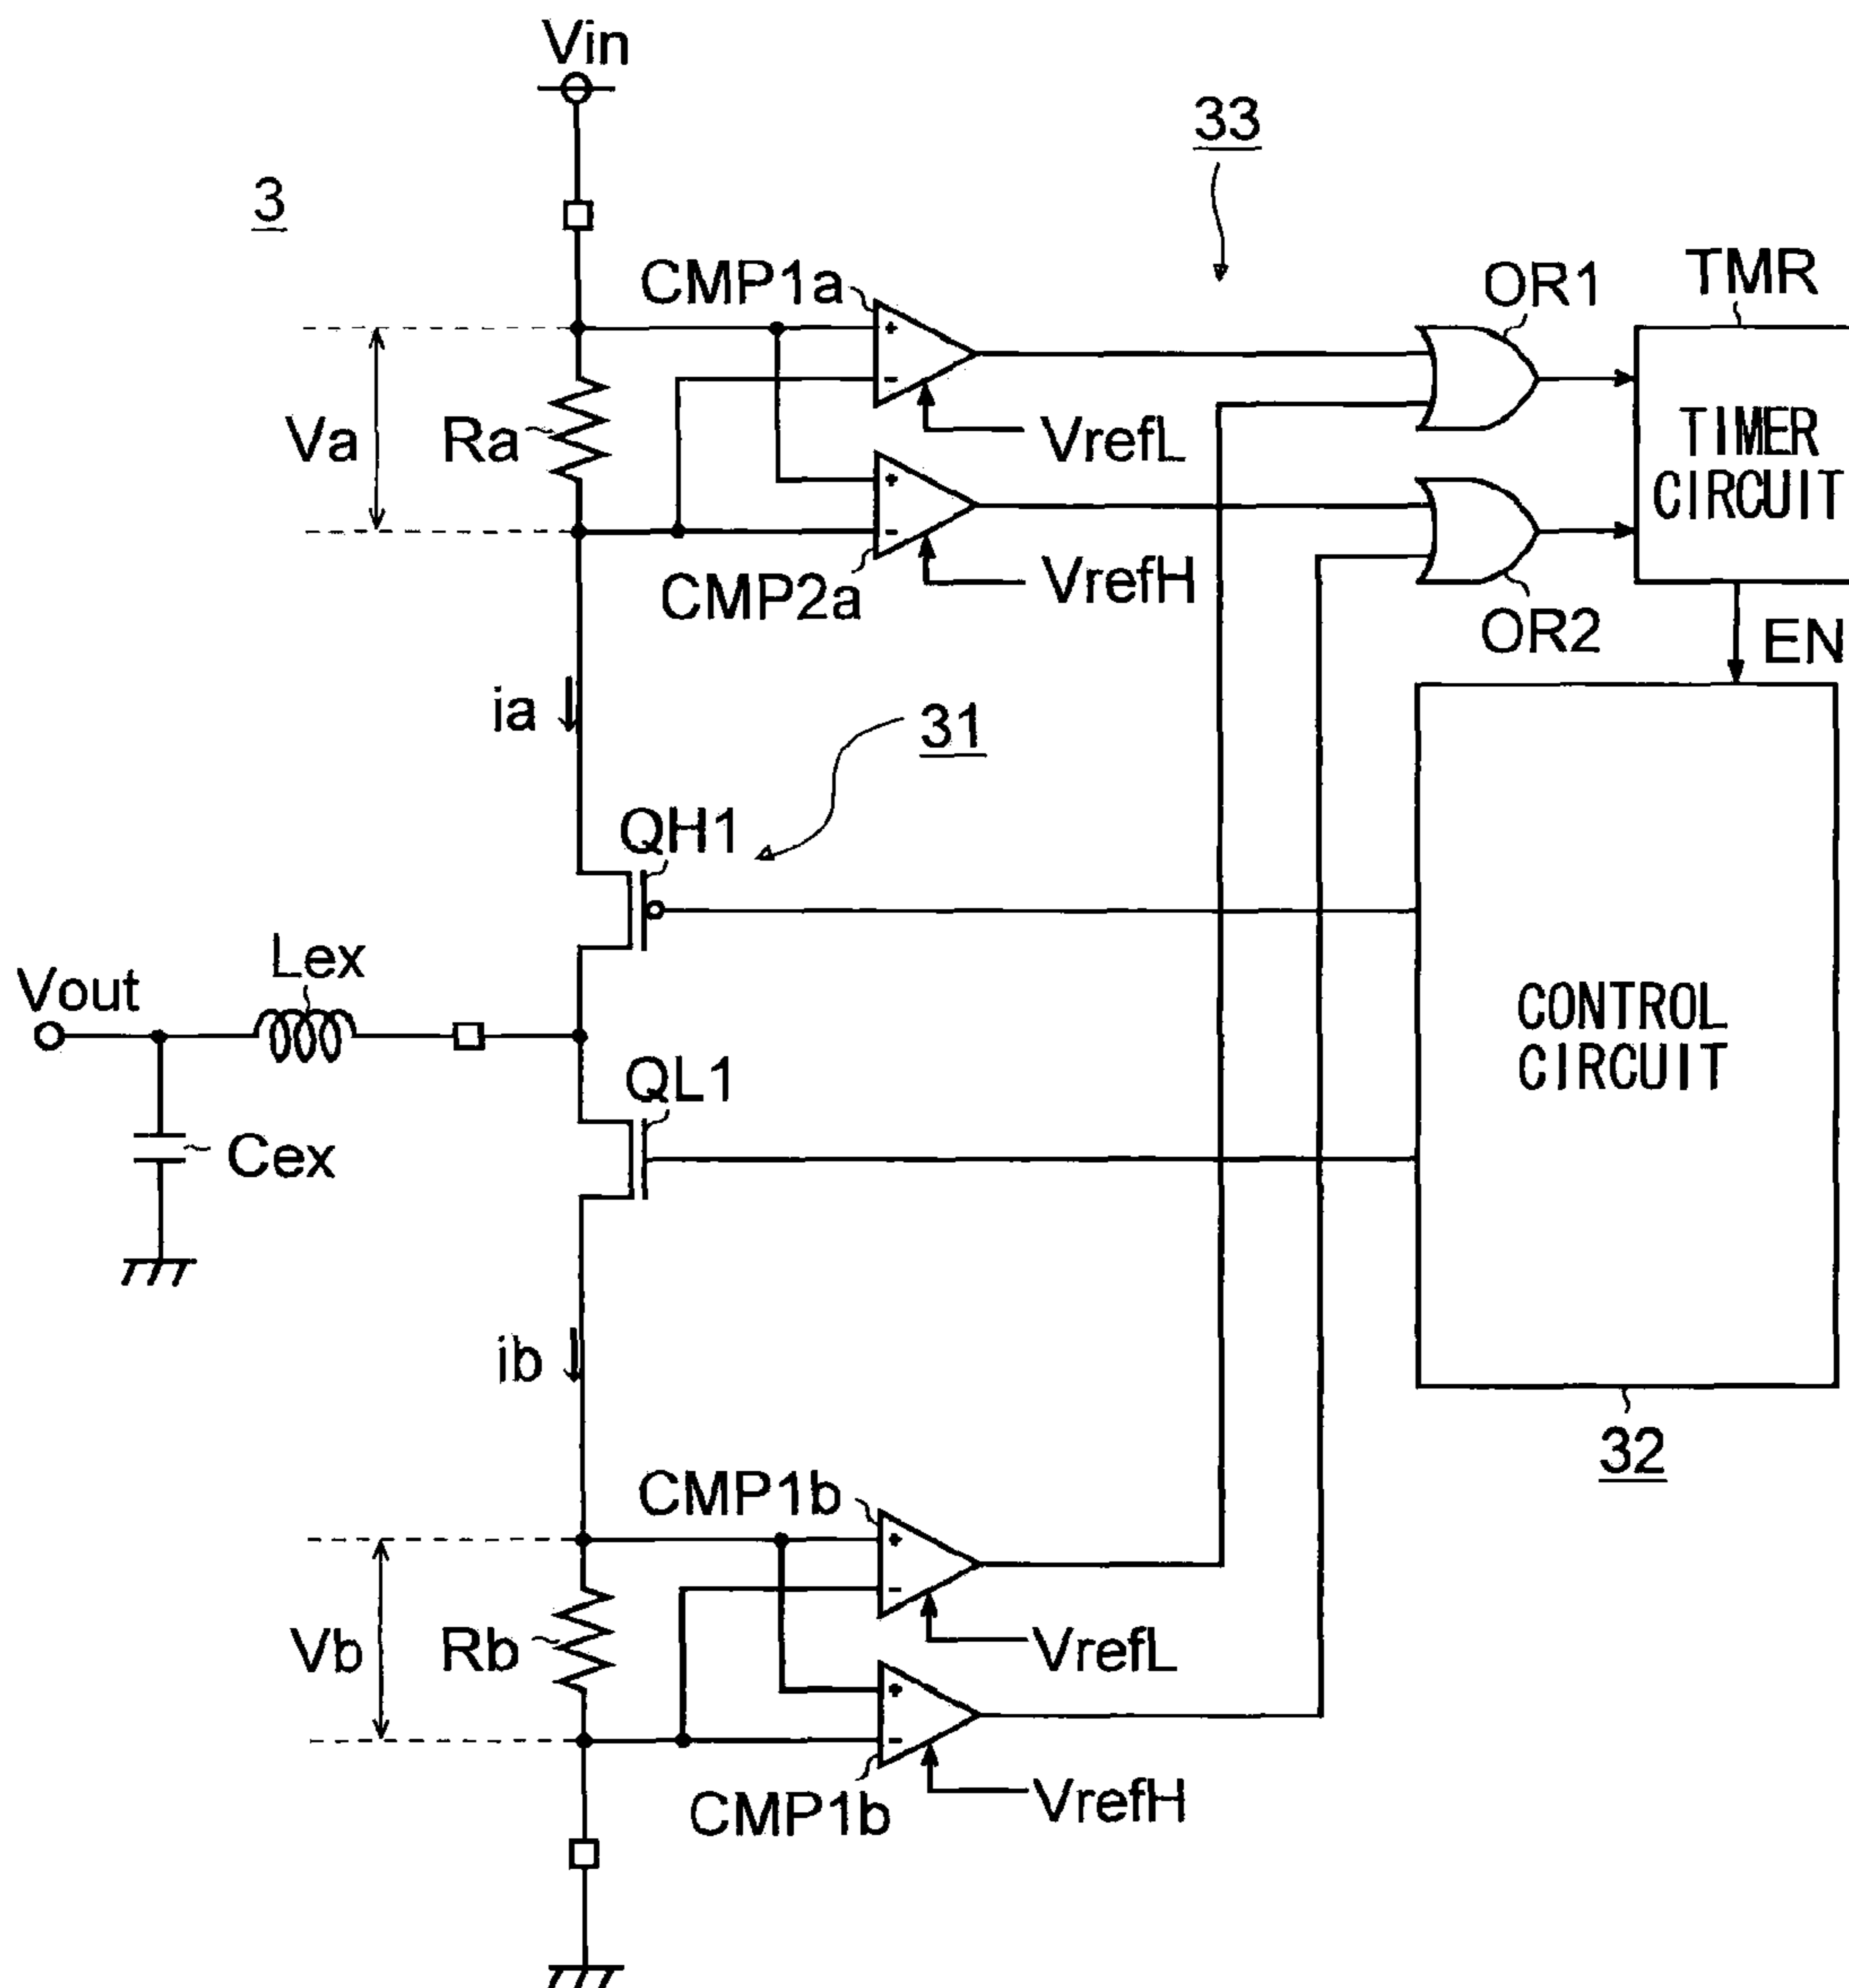 Vin
33
3
CMP1a
OR1
TMR
+
-
Va
Ra
VrefL
TIMER
CIRCUIT
+
-
CMP2a
VrefH
OR2
EN
ia
31
QH1
Lex
Vout
CONTROL
CIRCUIT
QL1
Cex
ib
32
CMP1b
+
-
Vb
Rb
VrefL
+
-
CMP1b
VrefH